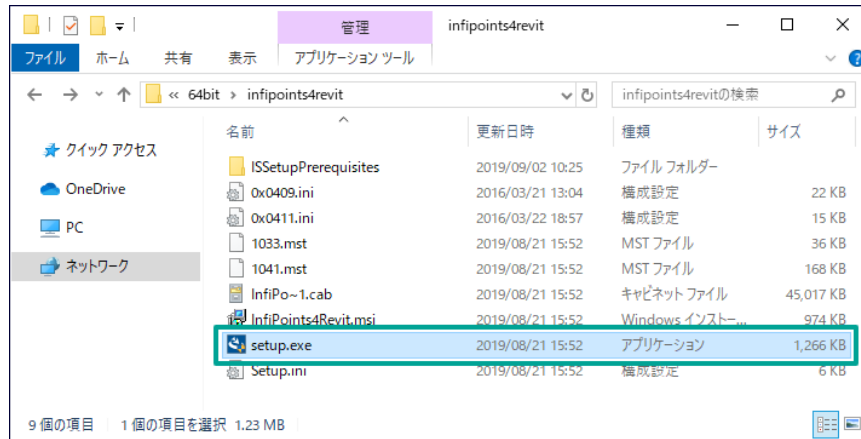 管理
infipoints4revit
ファイル ホーム 共有 表示 アプリケーション ツール
« 64bit › infipoints4revit infipoints4revitの検索
名前 更新日時 種類 サイズ
クイック アクセス
OneDrive
PC
ネットワーク
ISSetupPrerequisites 2019/09/02 10:25 ファイル フォルダー
0x0409.ini 2016/03/21 13:04 構成設定 22 KB
0x0411.ini 2016/03/22 18:57 構成設定 15 KB
1033.mst 2019/08/21 15:52 MST ファイル 36 KB
1041.mst 2019/08/21 15:52 MST ファイル 168 KB
InfiPo~1.cab 2019/08/21 15:52 キャビネット ファイル 45,017 KB
InfiPoints4Revit.msi 2019/08/21 15:52 Windows インストー... 974 KB
setup.exe 2019/08/21 15:52 アプリケーション 1,266 KB
Setup.ini 2019/08/21 15:52 構成設定 6 KB
9 個の項目 1 個の項目を選択 1.23 MB